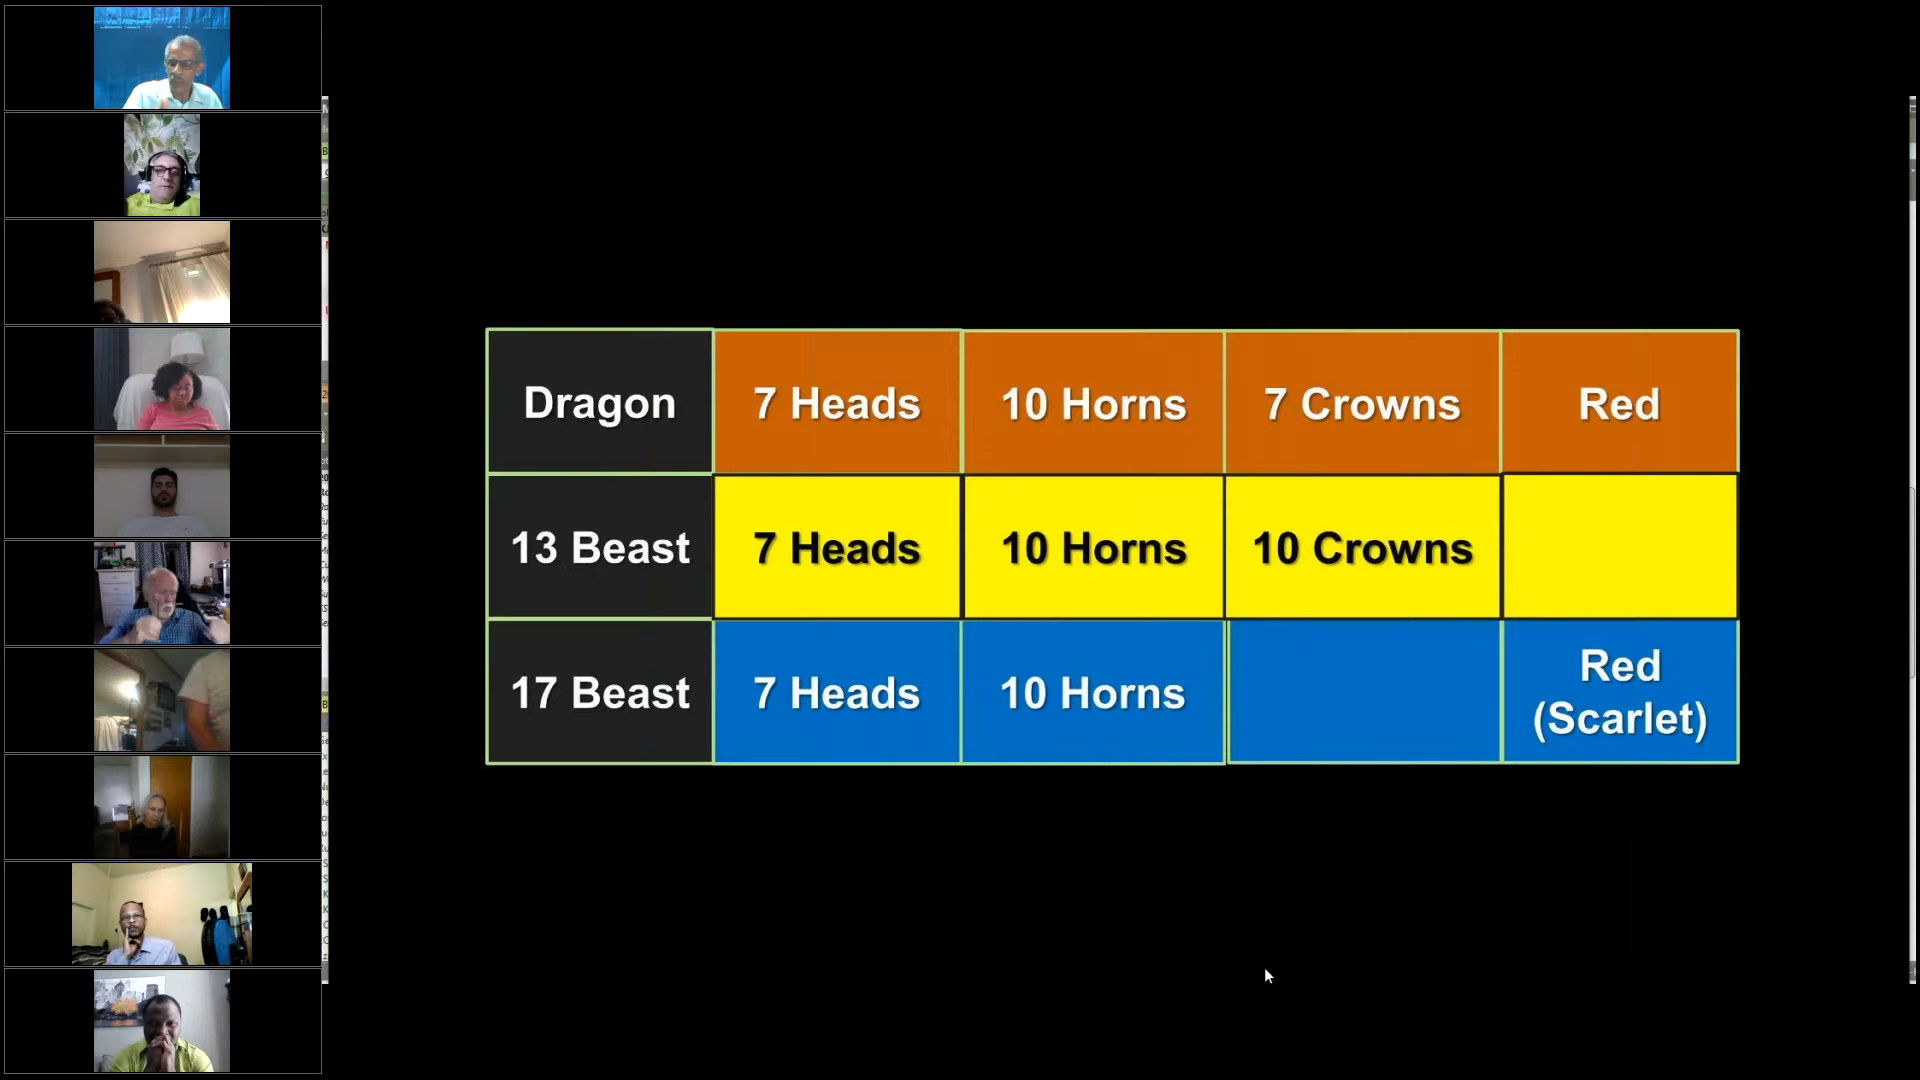 Dragon 7 Heads 10 Horns 7 Crowns Red
13 Beast 7 Heads 10 Horns 10 Crowns
17 Beast 7 Heads 10 Horns Red
(Scarlet)